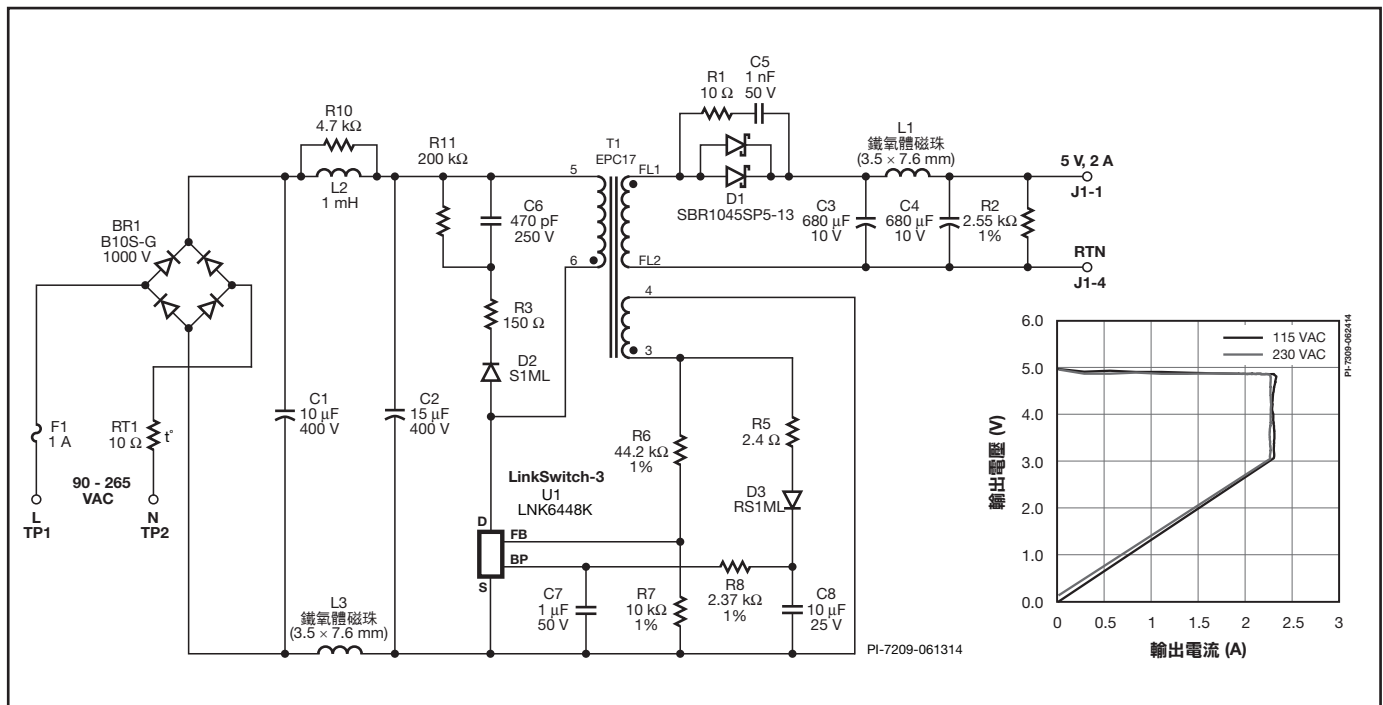 R1
10 Ω
C5
1 nF
50 V
R10
4.7 kΩ
L2
1 mH
R11
200 kΩ
T1
EPC17
5
6
FL1
FL2
4
3
D1
SBR1045SP5-13
L1
鐵氧體磁珠
(3.5 × 7.6 mm)
5 V, 2 A
J1-1
BR1
B10S-G
1000 V
C6
470 pF
250 V
C3
680 µF
10 V
C4
680 µF
10 V
R2
2.55 kΩ
1%
RTN
J1-4
R3
150 Ω
D2
S1ML
C1
10 µF
400 V
C2
15 µF
400 V
F1
1 A
RT1
10 Ω
t°
90 - 265
VAC
L
TP1
N
TP2
LinkSwitch-3
U1
LNK6448K
D
FB
BP
S
R6
44.2 kΩ
1%
R5
2.4 Ω
D3
RS1ML
L3
鐵氧體磁珠
(3.5 × 7.6 mm)
C7
1 µF
50 V
R7
10 kΩ
1%
R8
2.37 kΩ
1%
C8
10 µF
25 V
PI-7209-061314
6.0
5.0
4.0
3.0
2.0
1.0
0.0
115 VAC
230 VAC
PI-7309-062414
輸出電壓 (V)
0 0.5 1 1.5 2 2.5 3
輸出電流 (A)